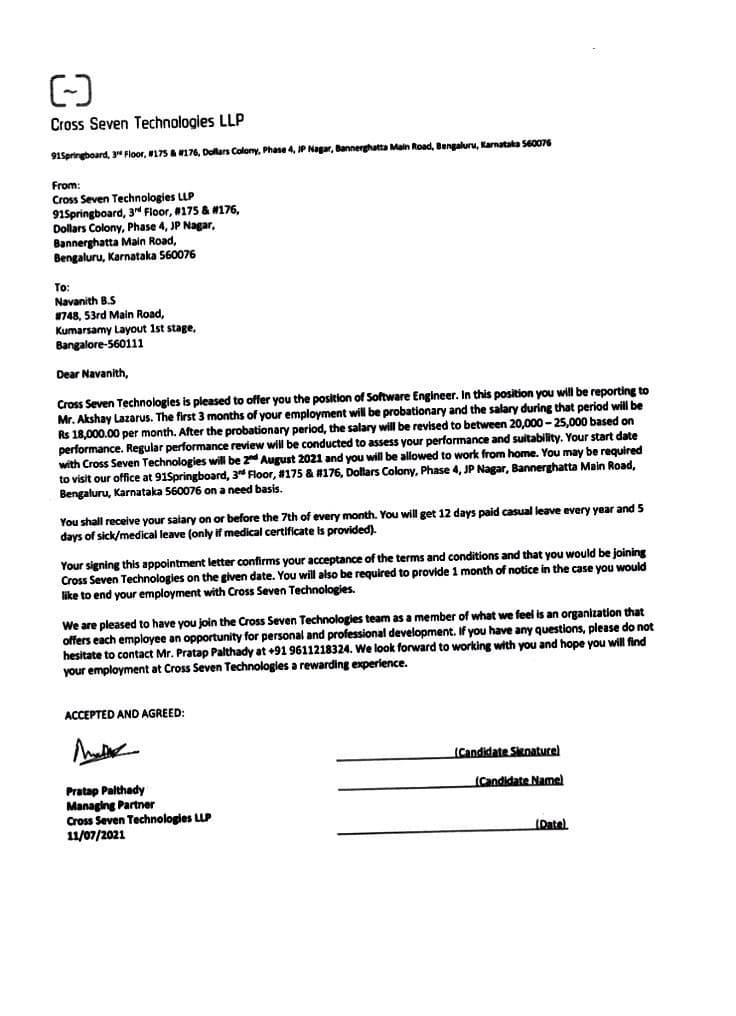 Cross Seven Technologies LLP
91Springboard, 3rd Floor, #175 & #176, Dollars Colony, Phase 4, JP Nagar, Bannerghatta Main Road, Bengaluru, Karnataka 560076
From:
Cross Seven Technologies LLP
91Springboard, 3rd Floor, #175 & #176,
Dollars Colony, Phase 4, JP Nagar,
Bannerghatta Main Road,
Bengaluru, Karnataka 560076
To:
Navanith B.S
#748, 53rd Main Road,
Kumarsamy Layout 1st stage,
Bangalore-560111
Dear Navanith,
Cross Seven Technologies is pleased to offer you the position of Software Engineer. In this position you will be reporting to
Mr. Akshay Lazarus. The first 3 months of your employment will be probationary and the salary during that period will be
Rs 18,000.00 per month. After the probationary period, the salary will be revised to between 20,000 – 25,000 based on
performance. Regular performance review will be conducted to assess your performance and suitability. Your start date
with Cross Seven Technologies will be 2nd August 2021 and you will be allowed to work from home. You may be required
to visit our office at 91Springboard, 3rd Floor, #175 & #176, Dollars Colony, Phase 4, JP Nagar, Bannerghatta Main Road,
Bengaluru, Karnataka 560076 on a need basis.
You shall receive your salary on or before the 7th of every month. You will get 12 days paid casual leave every year and 5
days of sick/medical leave (only if medical certificate is provided).
Your signing this appointment letter confirms your acceptance of the terms and conditions and that you would be joining
Cross Seven Technologies on the given date. You will also be required to provide 1 month of notice in the case you would
like to end your employment with Cross Seven Technologies.
We are pleased to have you join the Cross Seven Technologies team as a member of what we feel is an organization that
offers each employee an opportunity for personal and professional development. If you have any questions, please do not
hesitate to contact Mr. Pratap Palthady at +91 9611218324. We look forward to working with you and hope you will find
your employment at Cross Seven Technologies a rewarding experience.
ACCEPTED AND AGREED:
(Candidate Signature)
(Candidate Name)
Pratap Palthady
Managing Partner
Cross Seven Technologies LLP
(Date)
11/07/2021